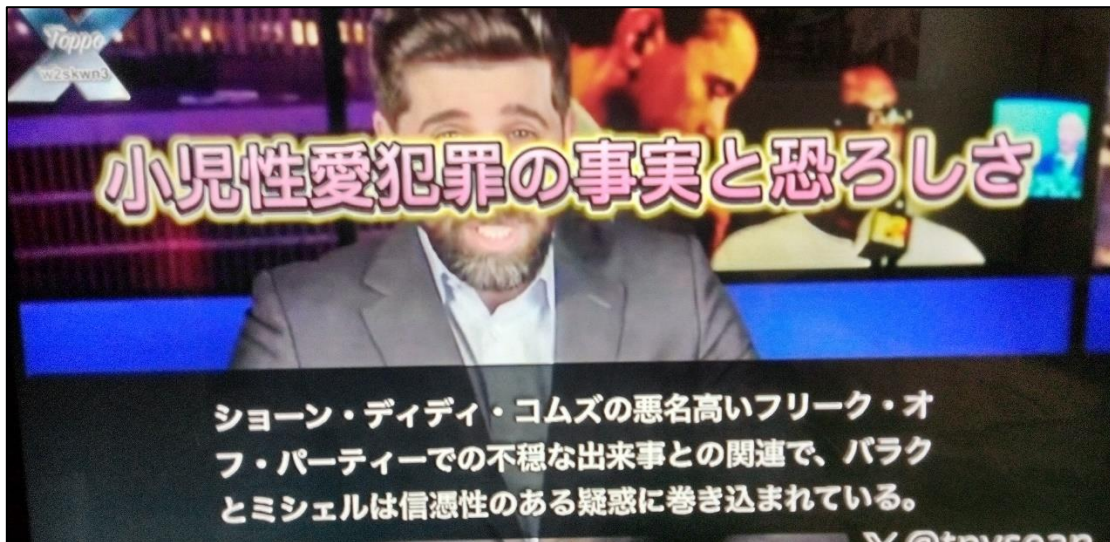 Toppo
w2skwn3
小児性愛犯罪の事実と恐ろしさ
ショーン・ディディ・コムズの悪名高いフリーク・オ
フ・パーティーでの不穏な出来事との関連で、バラク
とミシェルは信憑性のある疑惑に巻き込まれている。